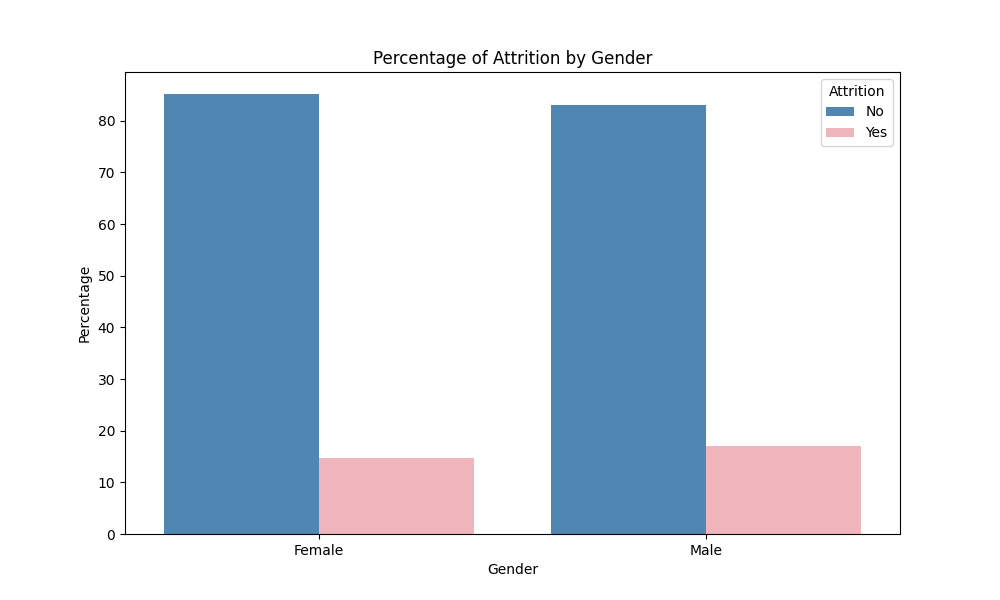 Percentage of Attrition by Gender
Attrition
No
Yes
80
70
60
50
40
30
20
10
0
Percentage
Female
Male
Gender